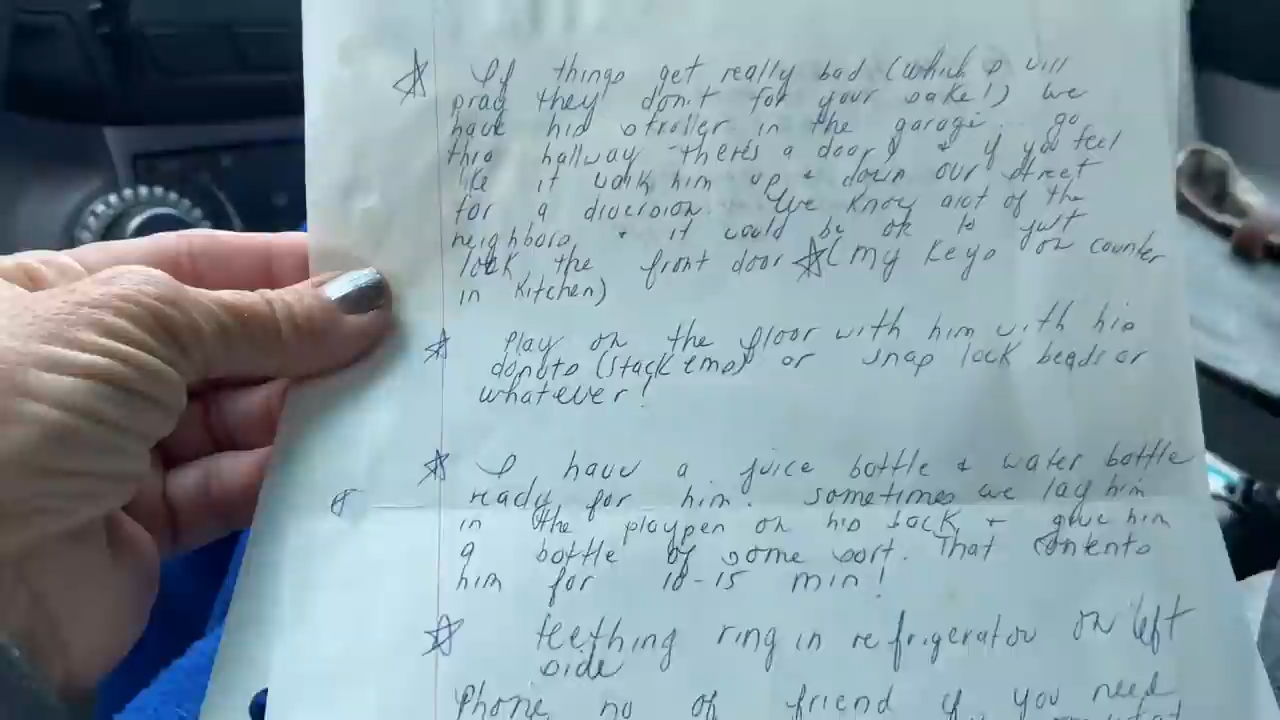 ☆ If things get really bad (which I will
pray they don't for your sake!) we
have his stroller in the garage.. go
thro hallway - there's a door) & if you feel
like it walk him up & down our street
for a diversion. We know alot of the
neighbors & it would be ok to just
lock the front door ☆(my keys on counter
in kitchen)
☆ Play on the floor with him with his
donuts (stack ems) or snap lock beads or
whatever!
☆ I have a juice bottle & water bottle
ready for him. Sometimes we lay him
in the playpen on his back & give him
a bottle of some sort. That contents
him for 10-15 min!
☆ teething ring in refrigerator on left
side
Phone no of friend if you need